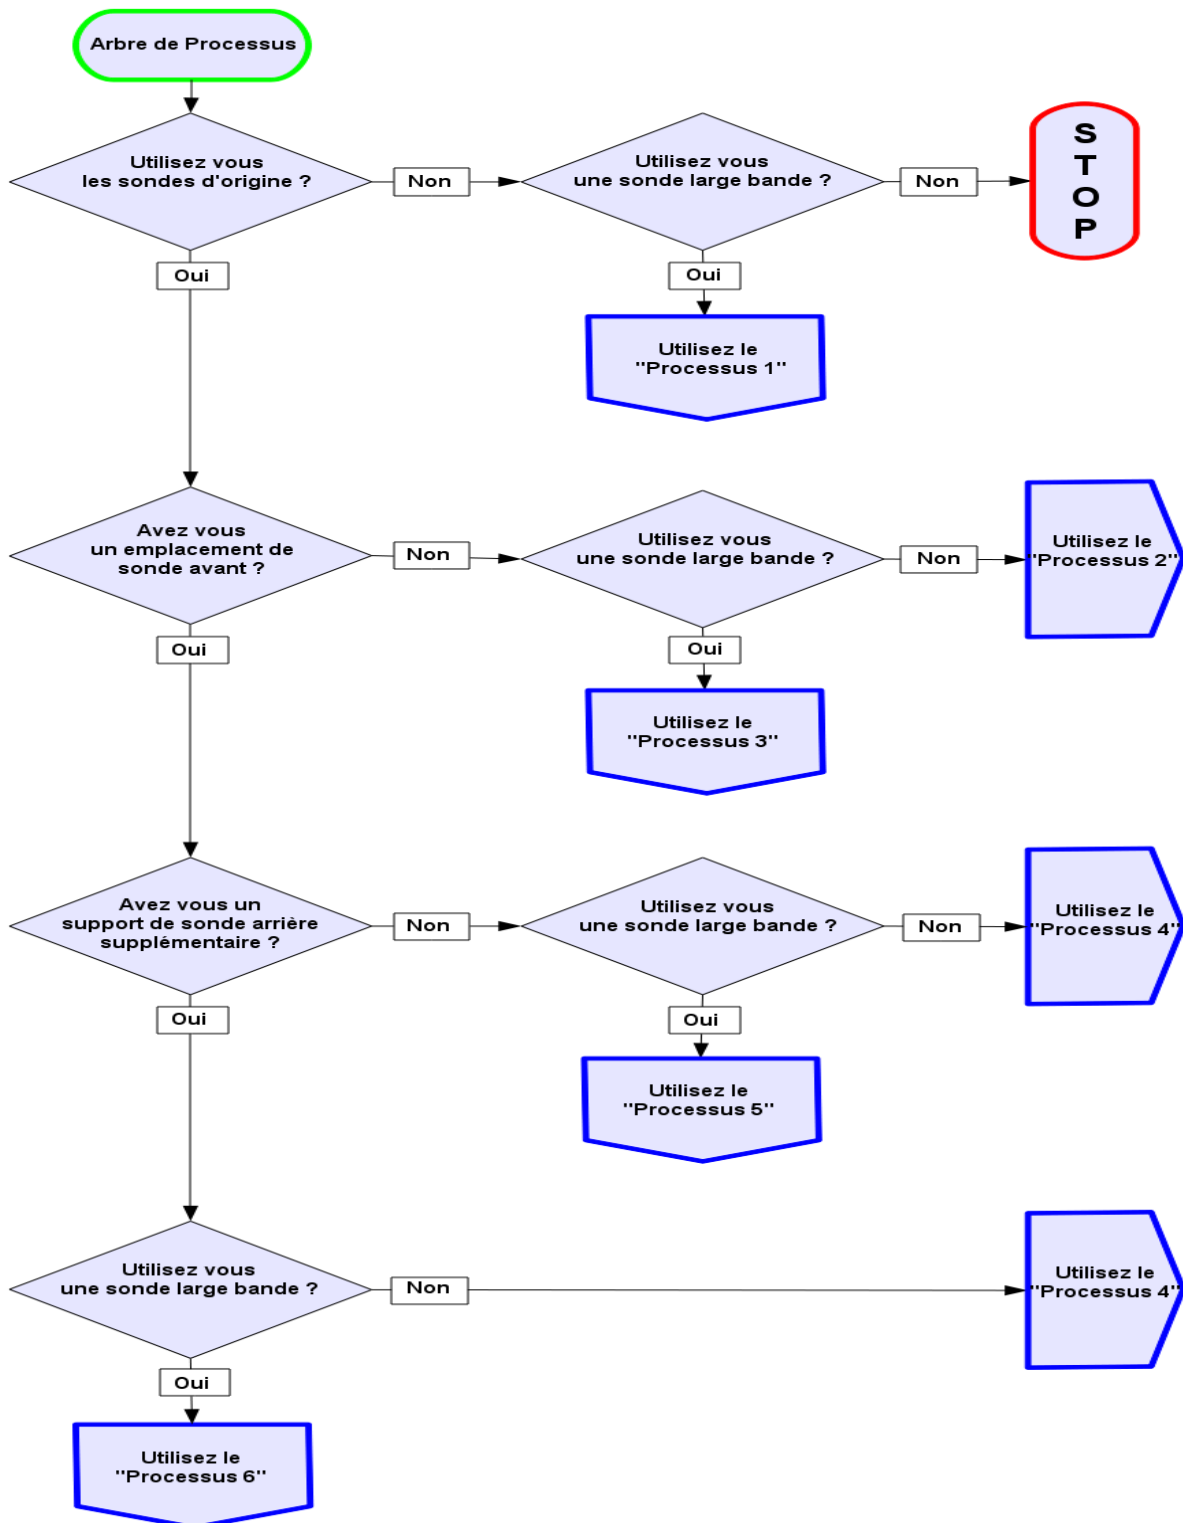 Arbre de Processus
Utilisez vous
les sondes d'origine ?
Non
Utilisez vous
une sonde large bande ?
Non
S
T
O
P
Oui
Oui
Utilisez le
"Processus 1"
Avez vous
un emplacement de
sonde avant ?
Non
Utilisez vous
une sonde large bande ?
Non
Utilisez le
"Processus 2"
Oui
Oui
Utilisez le
"Processus 3"
Avez vous un
support de sonde arrière
supplémentaire ?
Non
Utilisez vous
une sonde large bande ?
Non
Utilisez le
"Processus 4"
Oui
Oui
Utilisez le
"Processus 5"
Utilisez vous
une sonde large bande ?
Non
Utilisez le
"Processus 4"
Oui
Utilisez le
"Processus 6"